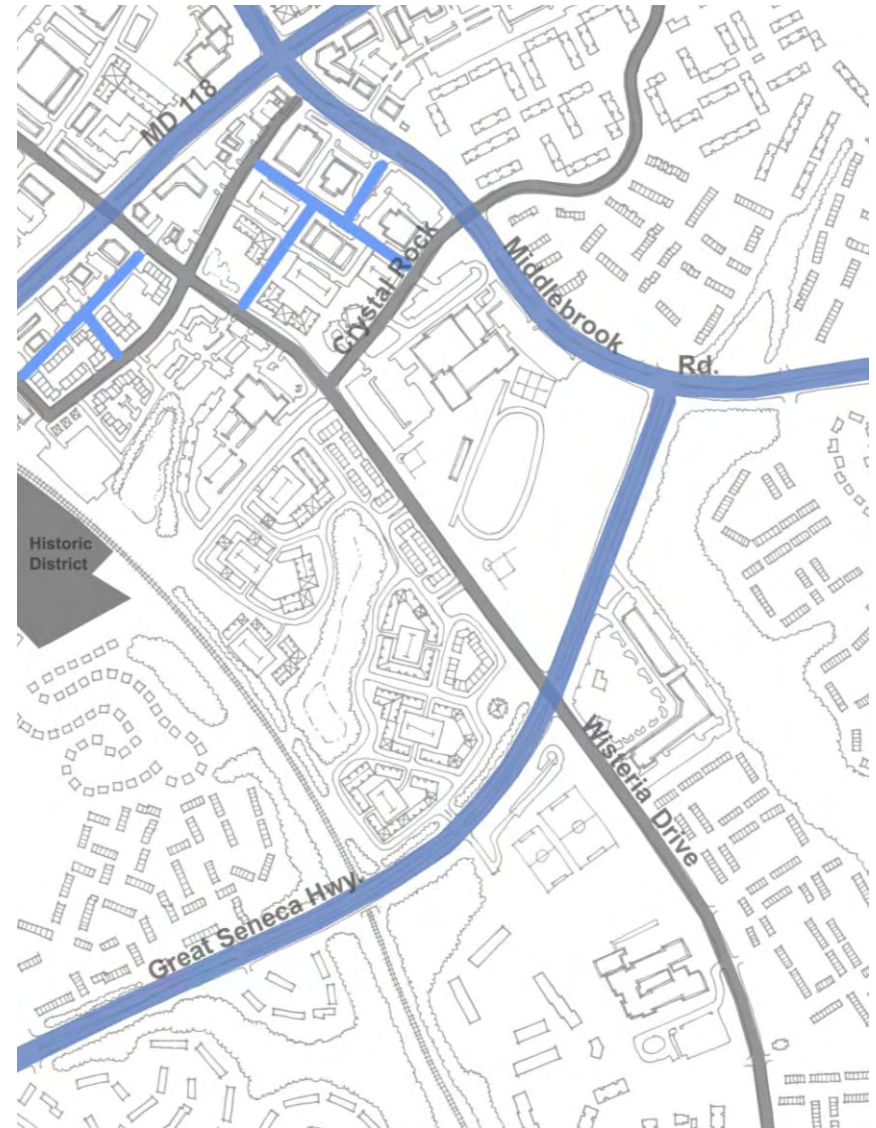 MD 118
Crystal Rock
Middlebrook
Rd.
Historic
District
Wisteria Drive
Great Seneca Hwy.